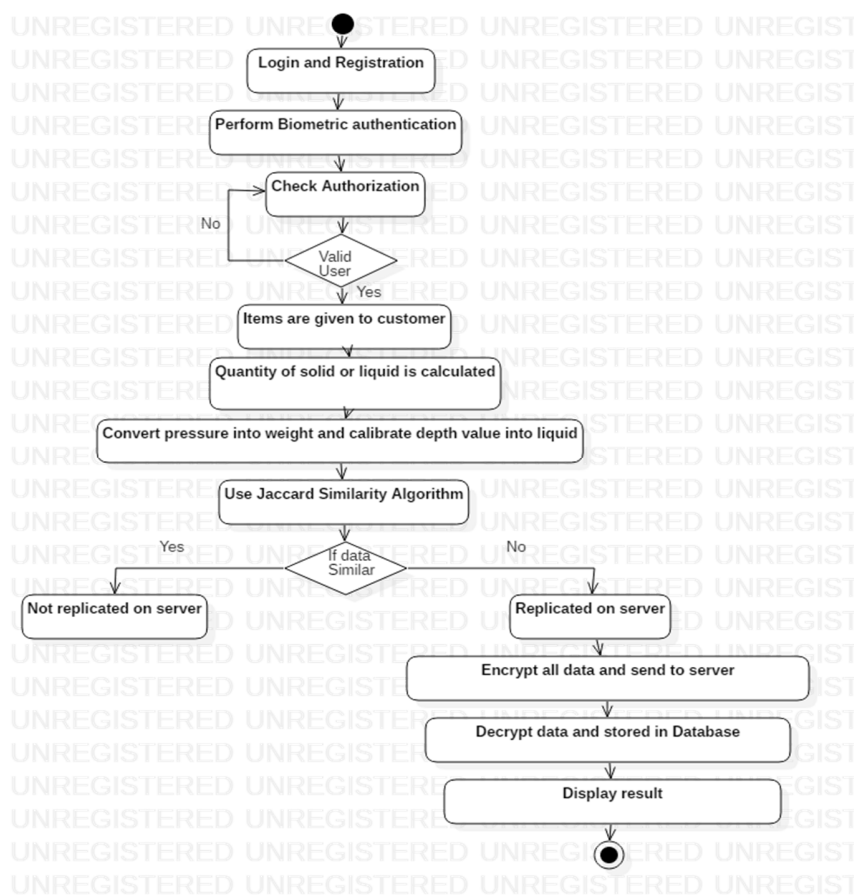 Login and Registration
Perform Biometric authentication
Check Authorization
No
Valid
User
Yes
Items are given to customer
Quantity of solid or liquid is calculated
Convert pressure into weight and calibrate depth value into liquid
Use Jaccard Similarity Algorithm
Yes
If data
Similar
No
Not replicated on server
Replicated on server
Encrypt all data and send to server
Decrypt data and stored in Database
Display result
UNREGISTERED